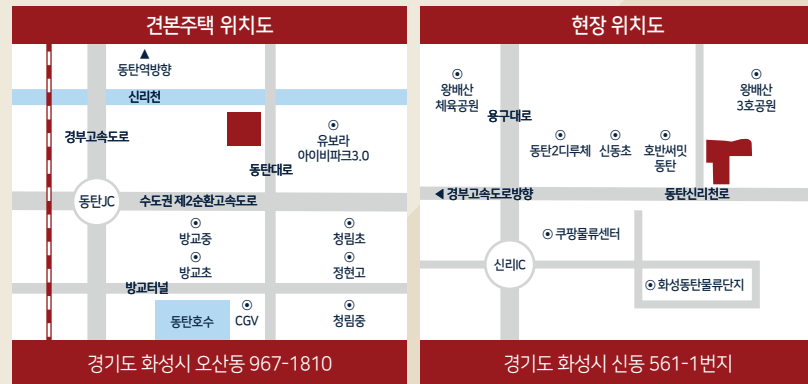 견본주택 위치도
▲
동탄역방향
신리천
경부고속도로
유보라
아이비파크3.0
동탄대로
동탄JC
수도권 제2순환고속도로
방교중
청림초
방교초
정현고
방교터널
동탄호수
CGV
청림중
경기도 화성시 오산동 967-1810
현장 위치도
왕배산
체육공원
왕배산
3호공원
용구대로
동탄2디루체
신동초
호반써밋
동탄
◀ 경부고속도로방향
동탄신리천로
쿠팡물류센터
신리IC
화성동탄물류단지
경기도 화성시 신동 561-1번지